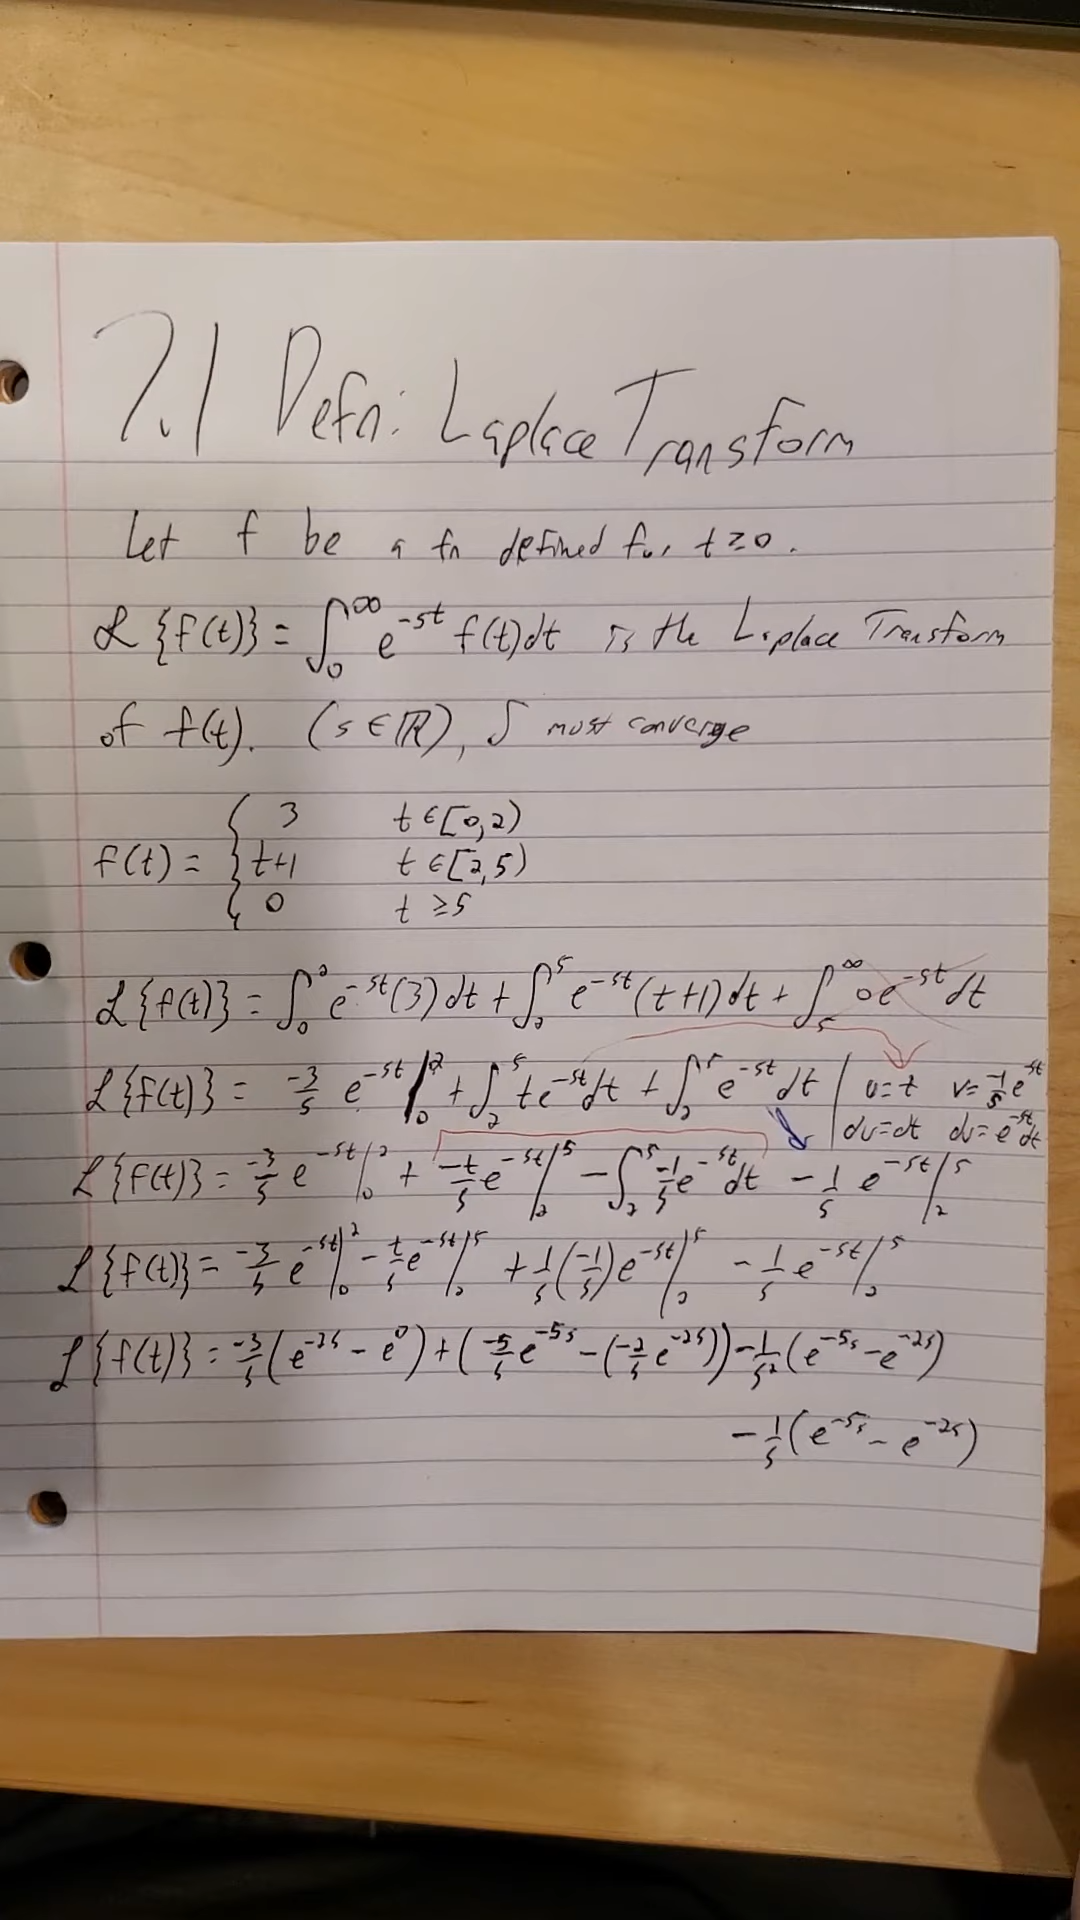 7.1 Defn: Laplace Transform
Let f be a fn defined for t ≥ 0.
ℒ{f(t)} = ∫₀^∞ e^(-st) f(t)dt is the Laplace Transform
of f(t). (s ∈ ℝ), ∫ must converge
f(t) = { 3 t ∈ [0,2)
t+1 t ∈ [2,5)
0 t ≥ 5
ℒ{f(t)} = ∫₀² e^(-st)(3)dt + ∫₂⁵ e^(-st)(t+1)dt + ∫₅^∞ 0e^(-st)dt
ℒ{f(t)} = -3/s e^(-st)|₀² + ∫₂⁵ te^(-st)dt + ∫₂⁵ e^(-st)dt | u=t v=-1/s e^(-st)
du=dt dv=e^(-st)dt
ℒ{f(t)} = -3/s e^(-st)|₀² + -t/s e^(-st)|₂⁵ - ∫₂⁵ -1/s e^(-st)dt - 1/s e^(-st)|₂⁵
ℒ{f(t)} = -3/s e^(-st)|₀² - t/s e^(-st)|₂⁵ + 1/s(-1/s)e^(-st)|₂⁵ - 1/s e^(-st)|₂⁵
ℒ{f(t)} = -3/s(e^(-2s) - e⁰) + (-5/s e^(-5s) - (-2/s e^(-2s))) - 1/s²(e^(-5s) - e^(-2s))
- 1/s(e^(-5s) - e^(-2s))